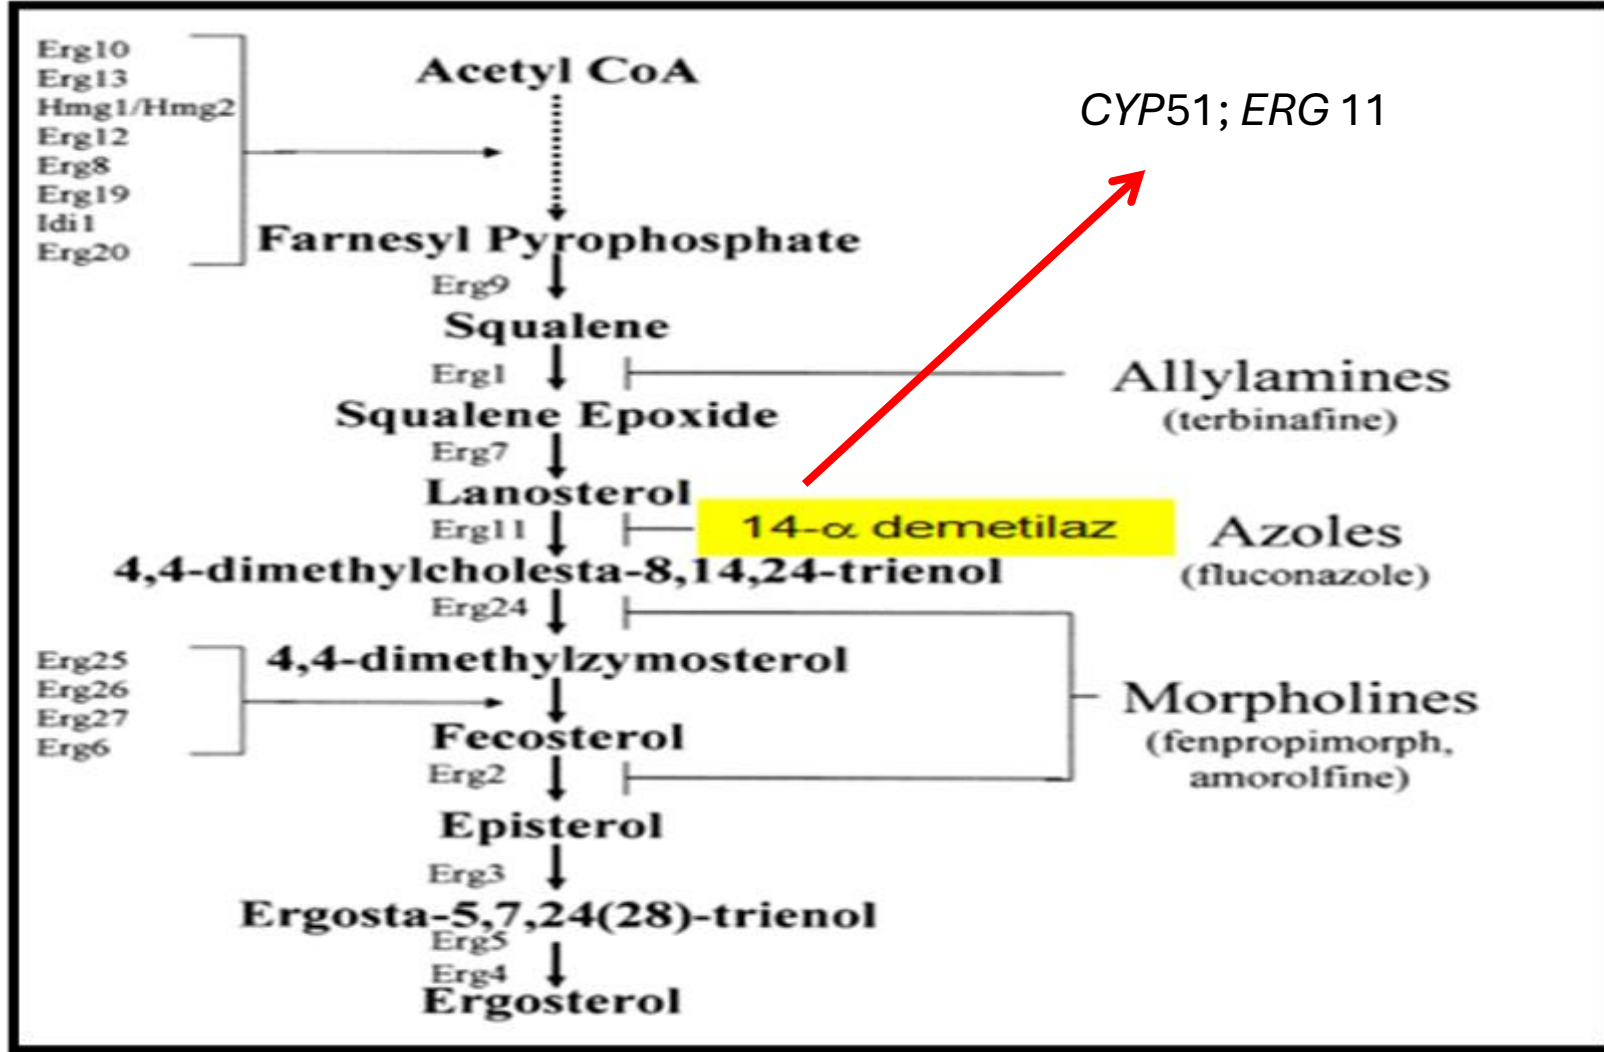 Erg10
Erg13
Hmg1/Hmg2
Erg12
Erg8
Erg19
Idi1
Erg20
Acetyl CoA
CYP51; ERG 11
Farnesyl Pyrophosphate
Erg9
Squalene
Erg1
Allylamines
(terbinafine)
Squalene Epoxide
Erg7
Lanosterol
Erg11
14-α demetilaz
Azoles
(fluconazole)
4,4-dimethylcholesta-8,14,24-trienol
Erg24
4,4-dimethylzymosterol
Erg25
Erg26
Erg27
Erg6
Morpholines
(fenpropimorph,
amorolfine)
Fecosterol
Erg2
Episterol
Erg3
Ergosta-5,7,24(28)-trienol
Erg5
Erg4
Ergosterol